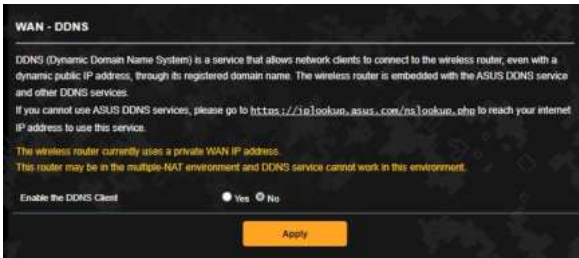 WAN - DDNS
DDNS (Dynamic Domain Name System) is a service that allows network clients to connect to the wireless router, even with a
dynamic public IP address, through its registered domain name. The wireless router is embedded with the ASUS DDNS service
and other DDNS services.
If you cannot use ASUS DDNS services, please go to https://iplookup.asus.com/nslookup.php to reach your internet
IP address to use this service.
The wireless router currently uses a private WAN IP address.
This router may be in the multiple-NAT environment and DDNS service cannot work in this environment.
Enable the DDNS Client Yes No
Apply